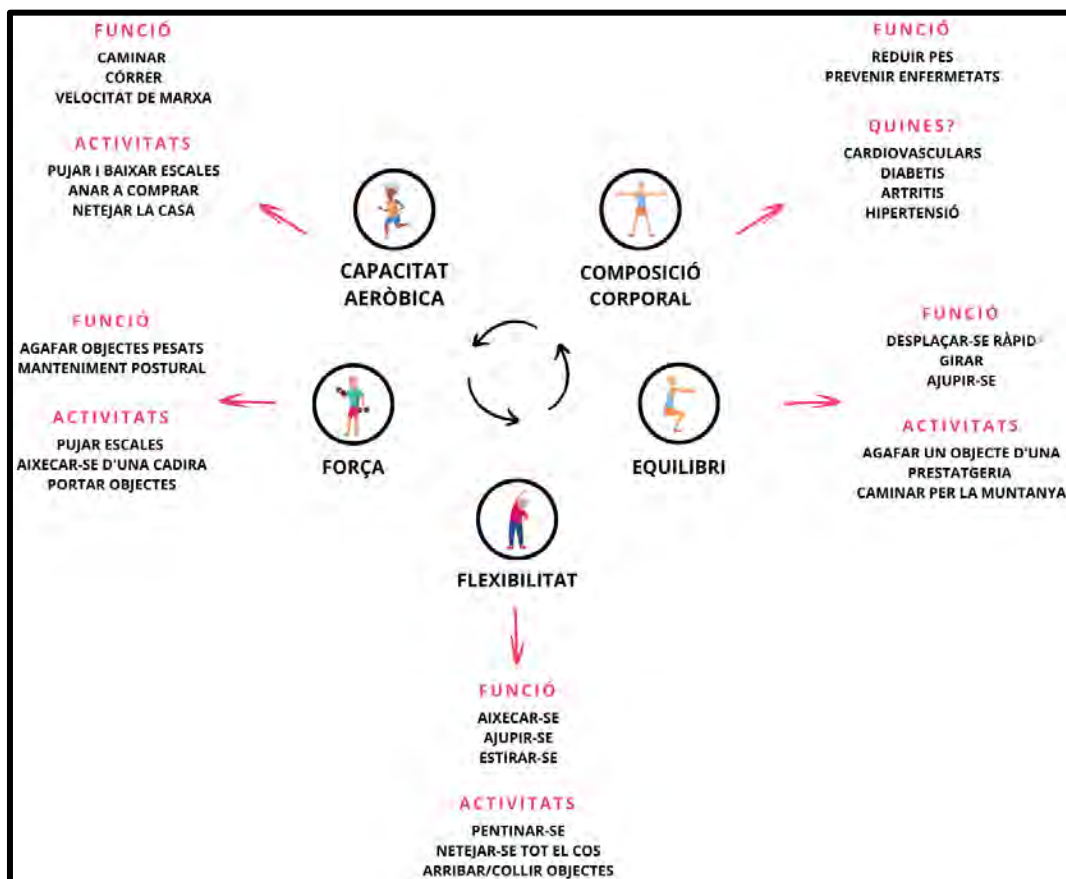 FUNCIÓ
CAMINAR
CÓRRER
VELOCITAT DE MARXA
ACTIVITATS
PUJAR I BAIXAR ESCALES
ANAR A COMPRAR
NETEJAR LA CASA
CAPACITAT
AERÒBICA
FUNCIÓ
REDUIR PES
PREVENIR ENFERMETATS
QUINES?
CARDIOVASCULARS
DIABETIS
ARTRITIS
HIPERTENSIÓ
COMPOSICIÓ
CORPORAL
FUNCIÓ
AGAFAR OBJECTES PESATS
MANTENIMENT POSTURAL
ACTIVITATS
PUJAR ESCALES
AIXECAR-SE D'UNA CADIRA
PORTAR OBJECTES
FORÇA
FUNCIÓ
DESPLAÇAR-SE RÀPID
GIRAR
AJUPIR-SE
ACTIVITATS
AGAFAR UN OBJECTE D'UNA
PRESTATGERIA
CAMINAR PER LA MUNTANYA
EQUILIBRI
FLEXIBILITAT
FUNCIÓ
AIXECAR-SE
AJUPIR-SE
ESTIRAR-SE
ACTIVITATS
PENTINAR-SE
NETEJAR-SE TOT EL COS
ARRIBAR/COLLIR OBJECTES